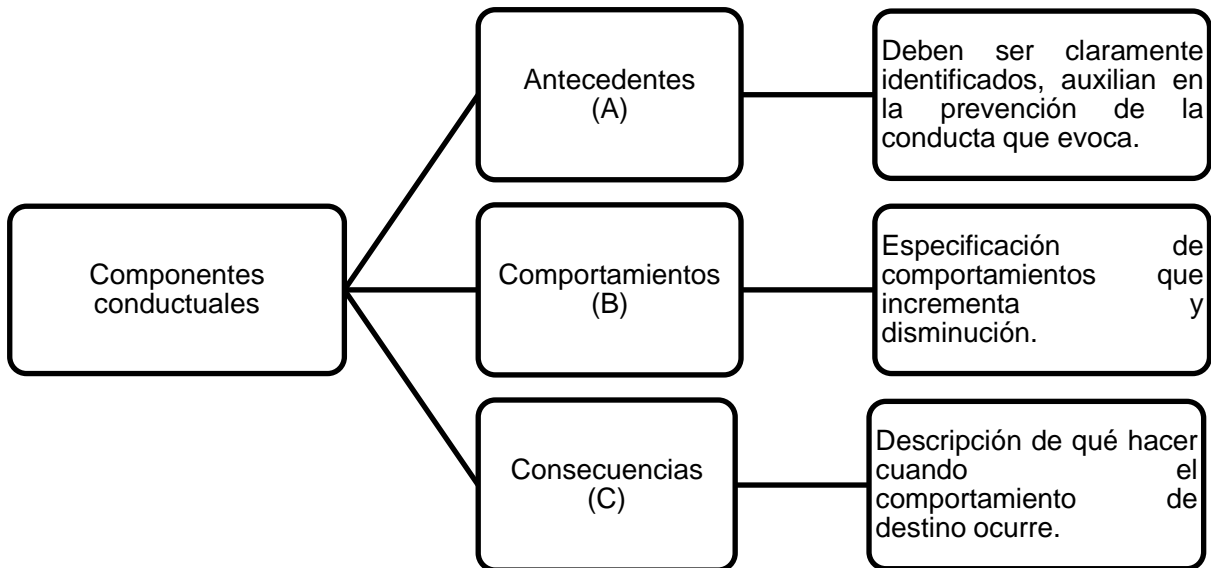 Componentes
conductuales
Antecedentes
(A)
Deben ser claramente
identificados, auxilian en
la prevención de la
conducta que evoca.
Comportamientos
(B)
Especificación de
comportamientos que
incrementa y
disminución.
Consecuencias
(C)
Descripción de qué hacer
cuando el
comportamiento de
destino ocurre.